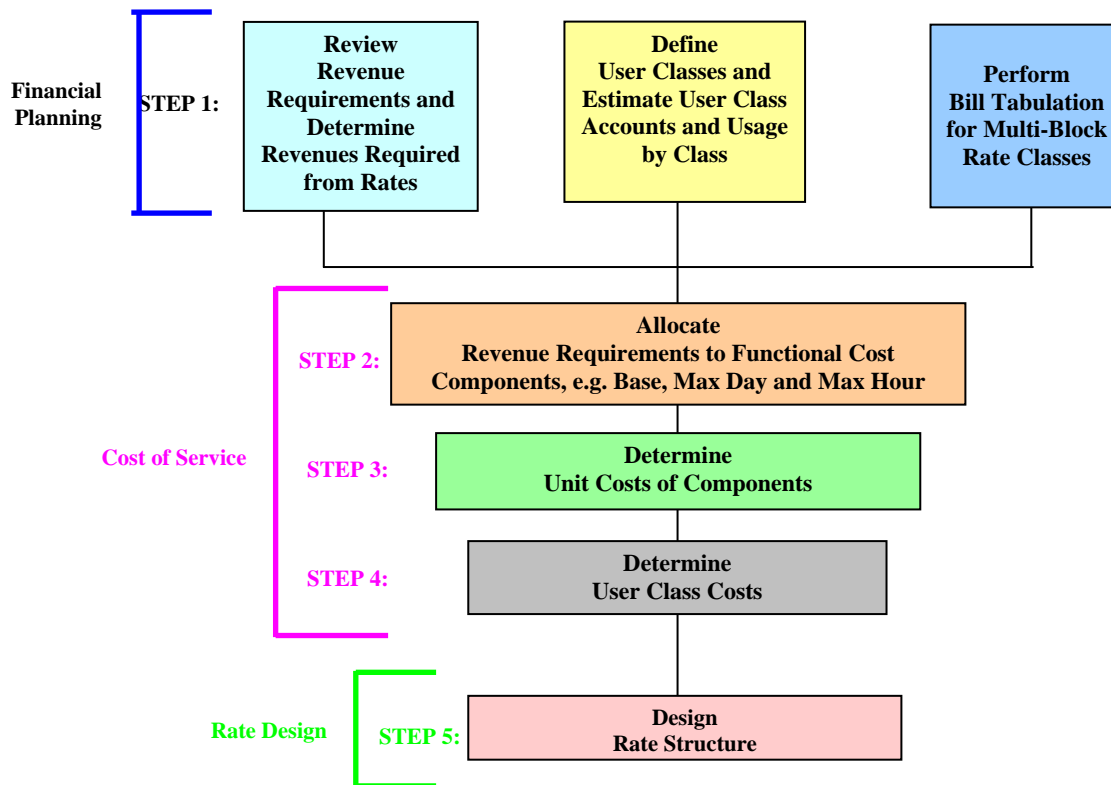 Financial
Planning
STEP 1:
Review
Revenue
Requirements and
Determine
Revenues Required
from Rates
Define
User Classes and
Estimate User Class
Accounts and Usage
by Class
Perform
Bill Tabulation
for Multi-Block
Rate Classes
Cost of Service
STEP 2:
Allocate
Revenue Requirements to Functional Cost
Components, e.g. Base, Max Day and Max Hour
STEP 3:
Determine
Unit Costs of Components
STEP 4:
Determine
User Class Costs
Rate Design
STEP 5:
Design
Rate Structure